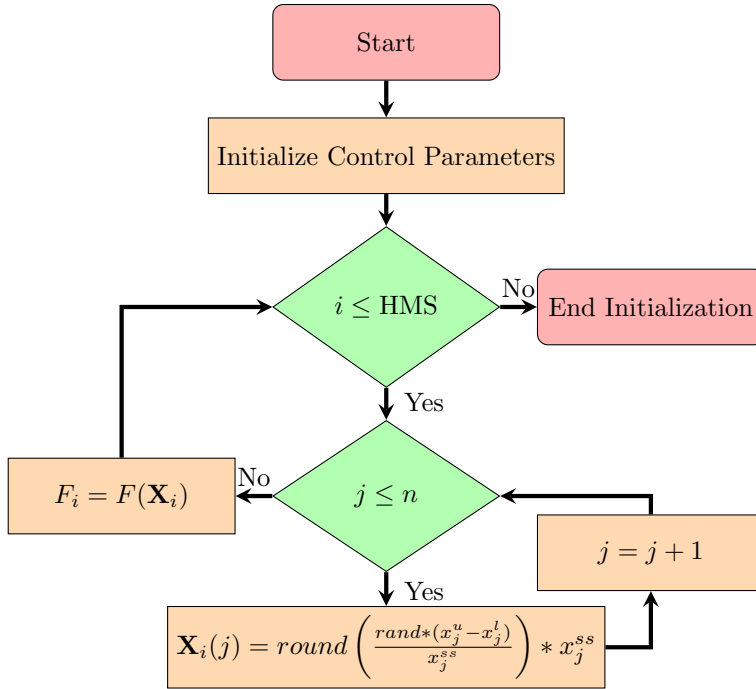 Start
Initialize Control Parameters
i ≤ HMS
No
End Initialization
Yes
F_i = F(𝐗_i)
No
j ≤ n
j = j + 1
Yes
𝐗_i(j) = round ( \frac{rand*(x_j^u−x_j^l)}{x_j^{ss}} ) * x_j^{ss}